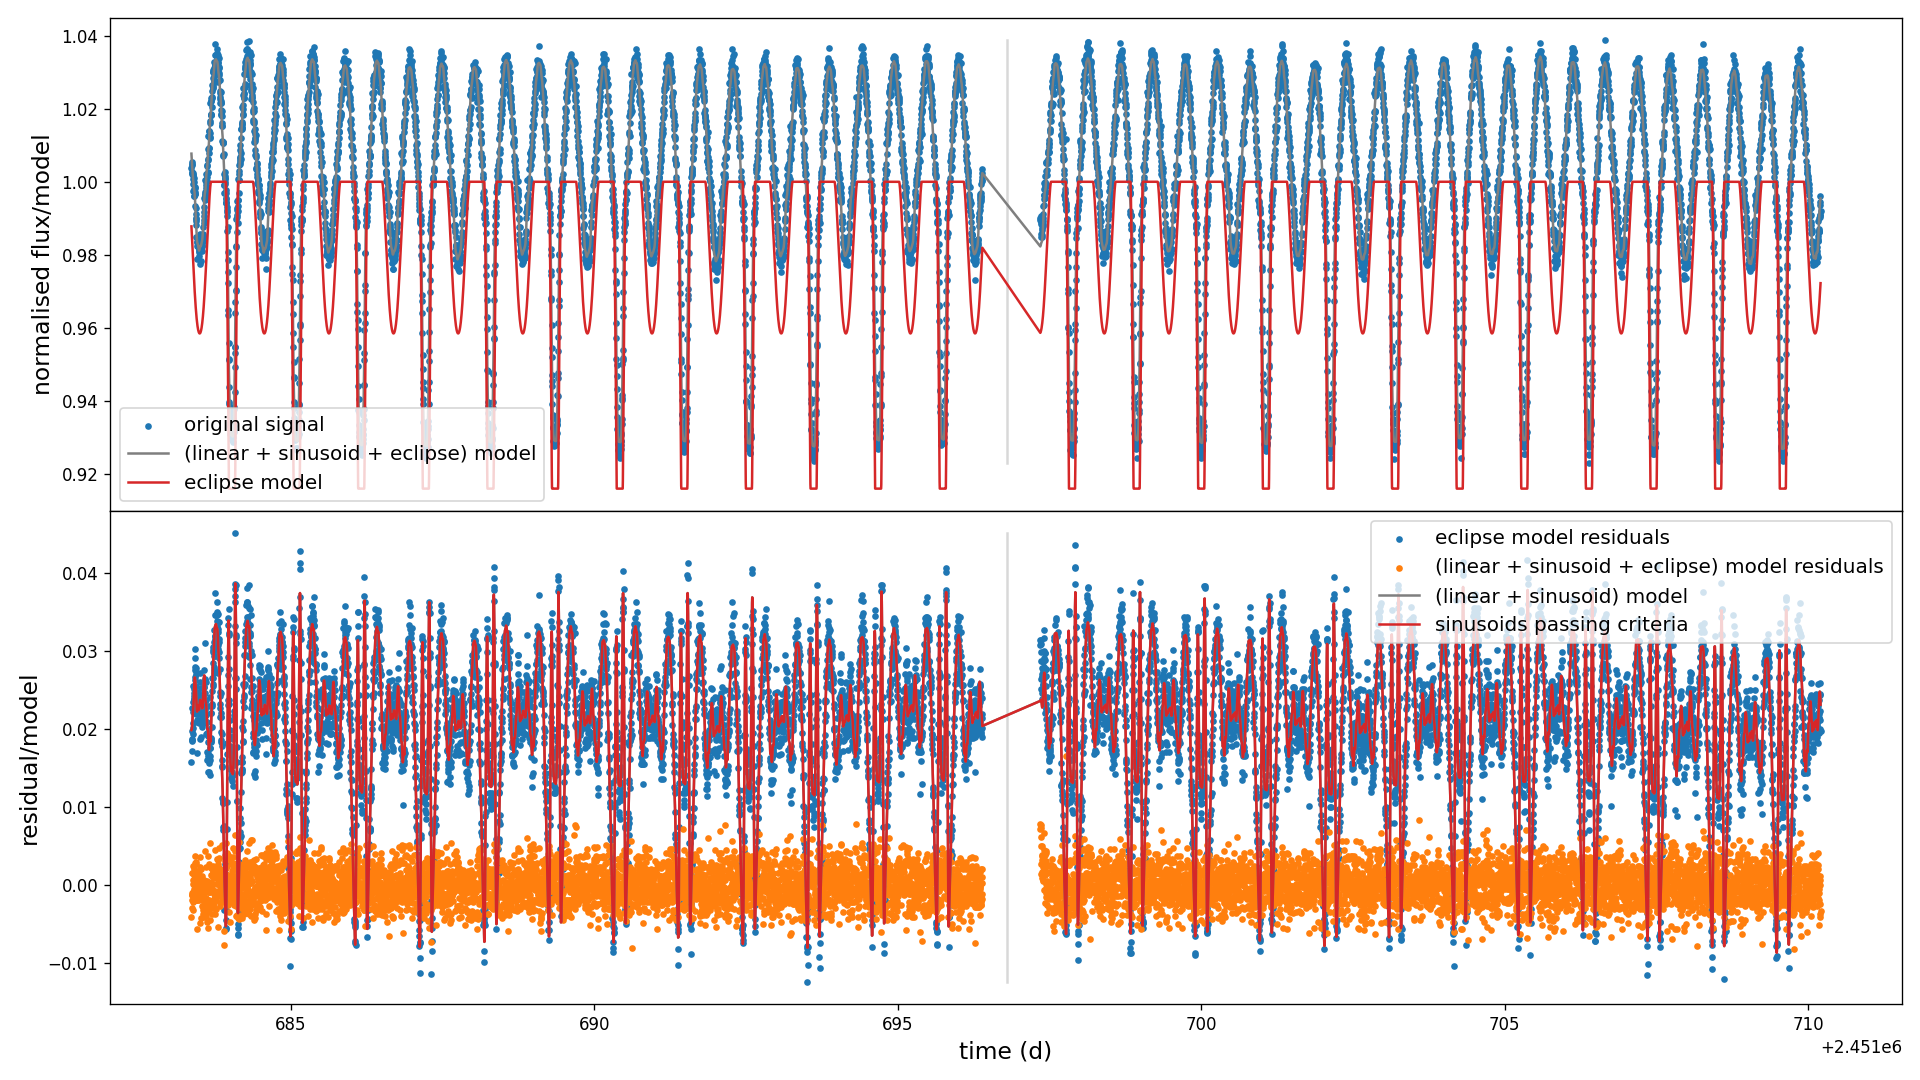 normalised flux/model
1.04
1.02
1.00
0.98
0.96
0.94
0.92
original signal
(linear + sinusoid + eclipse) model
eclipse model
residual/model
0.04
0.03
0.02
0.01
0.00
−0.01
eclipse model residuals
(linear + sinusoid + eclipse) model residuals
(linear + sinusoid) model
sinusoids passing criteria
685 690 695 700 705 710
time (d)
+2.451e6